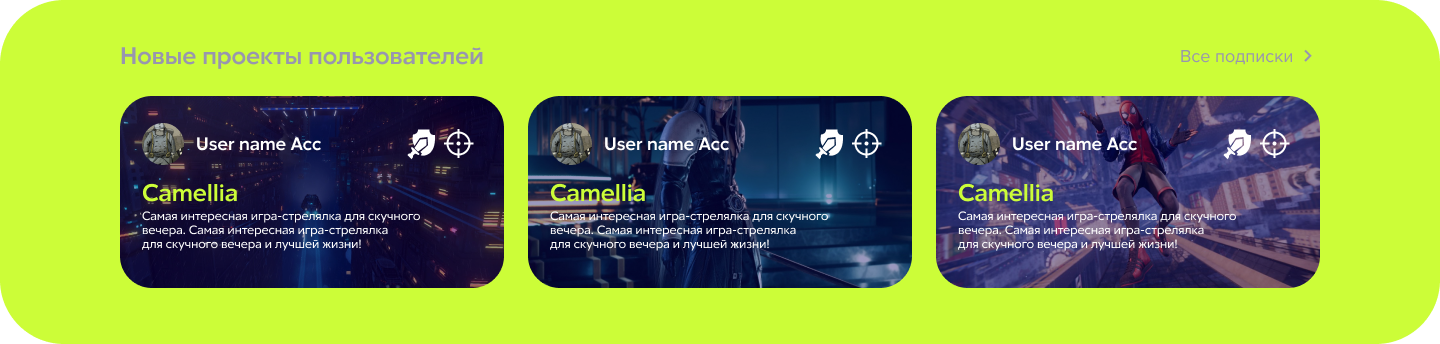 Новые проекты пользователей
Все подписки
User name Acc
Camellia
Самая интересная игра-стрелялка для скучного
вечера. Самая интересная игра-стрелялка
для скучного вечера и лучшей жизни!
User name Acc
Camellia
Самая интересная игра-стрелялка для скучного
вечера. Самая интересная игра-стрелялка
для скучного вечера и лучшей жизни!
User name Acc
Camellia
Самая интересная игра-стрелялка для скучного
вечера. Самая интересная игра-стрелялка
для скучного вечера и лучшей жизни!